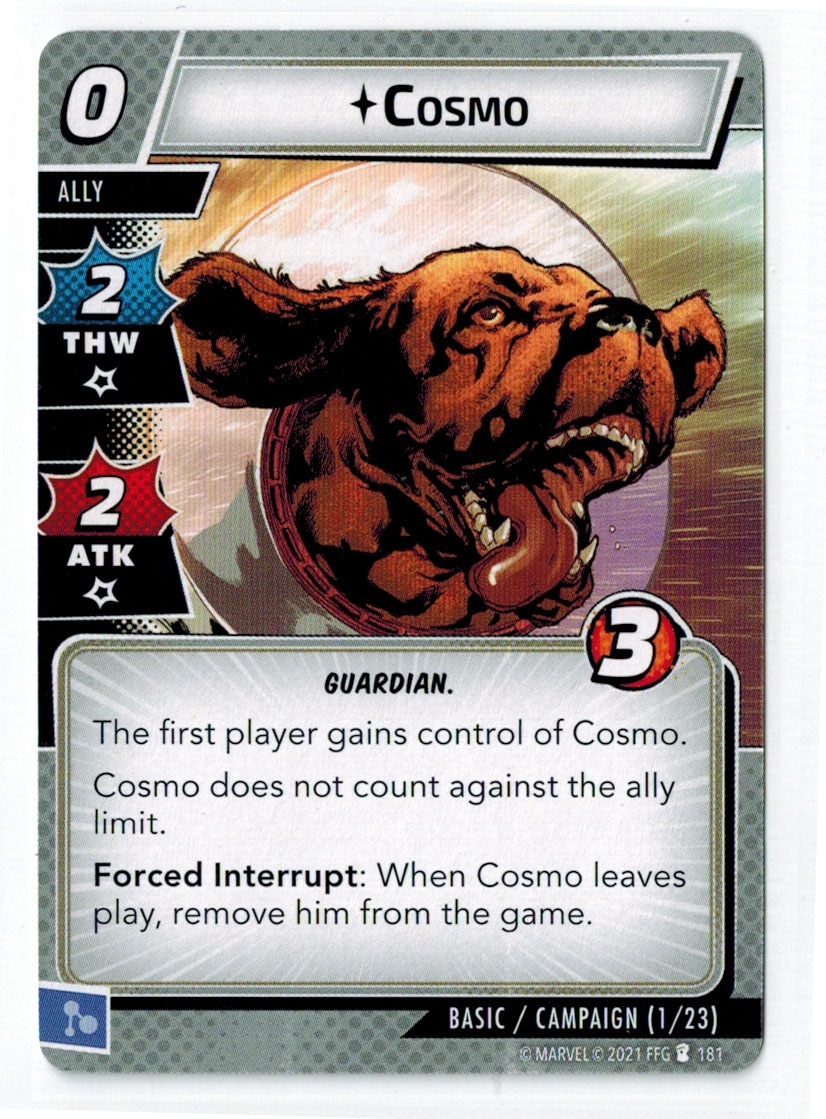 0
Cosmo
ALLY
2
THW
2
ATK
3
GUARDIAN.
The first player gains control of Cosmo.
Cosmo does not count against the ally
limit.
Forced Interrupt: When Cosmo leaves
play, remove him from the game.
BASIC / CAMPAIGN (1/23)
© MARVEL © 2021 FFG 181